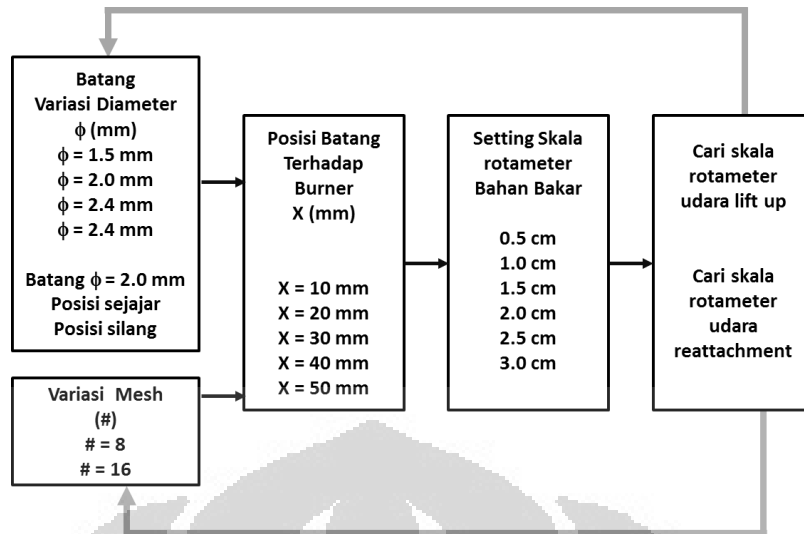 Batang
Variasi Diameter
ϕ (mm)
ϕ = 1.5 mm
ϕ = 2.0 mm
ϕ = 2.4 mm
ϕ = 2.4 mm
Batang ϕ = 2.0 mm
Posisi sejajar
Posisi silang
Variasi Mesh
(#)
# = 8
# = 16
Posisi Batang
Terhadap
Burner
X (mm)
X = 10 mm
X = 20 mm
X = 30 mm
X = 40 mm
X = 50 mm
Setting Skala
rotameter
Bahan Bakar
0.5 cm
1.0 cm
1.5 cm
2.0 cm
2.5 cm
3.0 cm
Cari skala
rotameter
udara lift up
Cari skala
rotameter
udara
reattachment